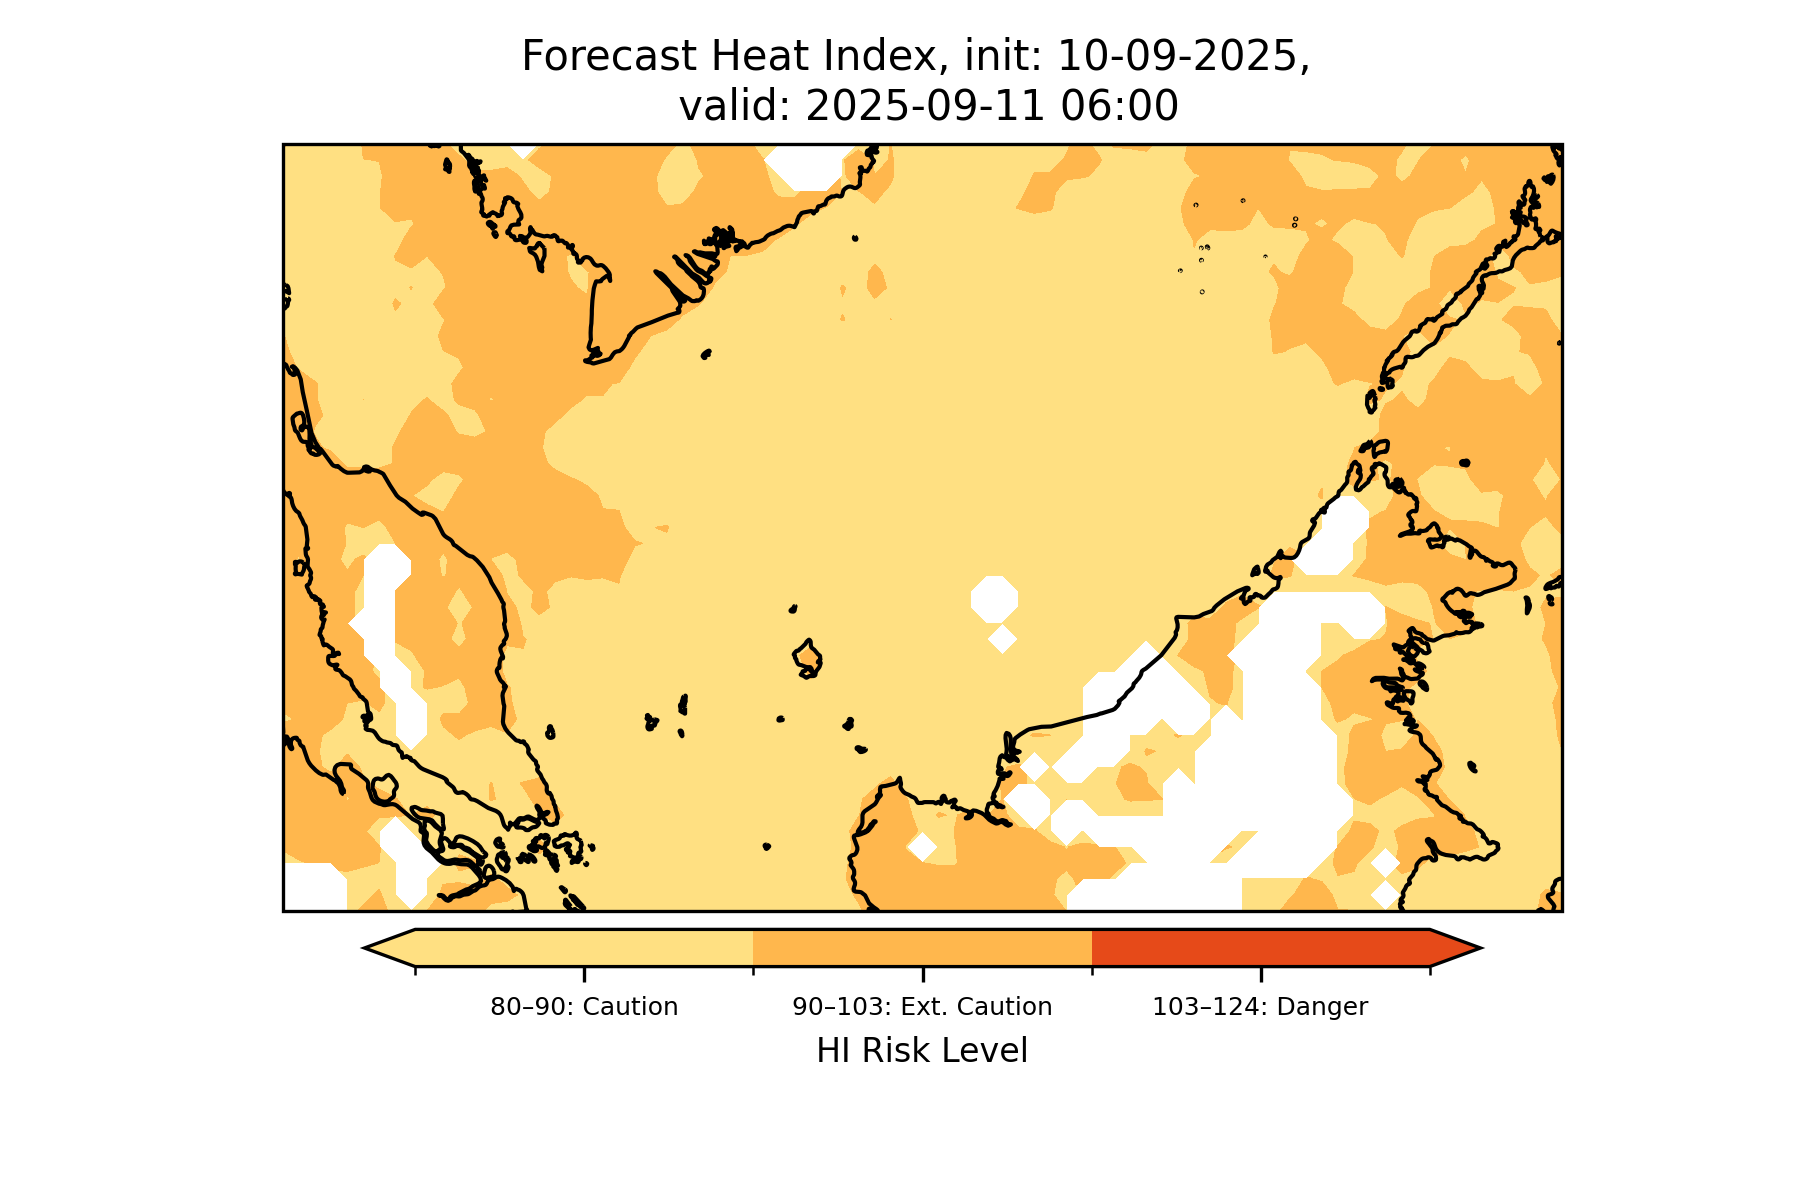 Forecast Heat Index, init: 10-09-2025,
valid: 2025-09-11 06:00
80–90: Caution
90–103: Ext. Caution
103–124: Danger
HI Risk Level